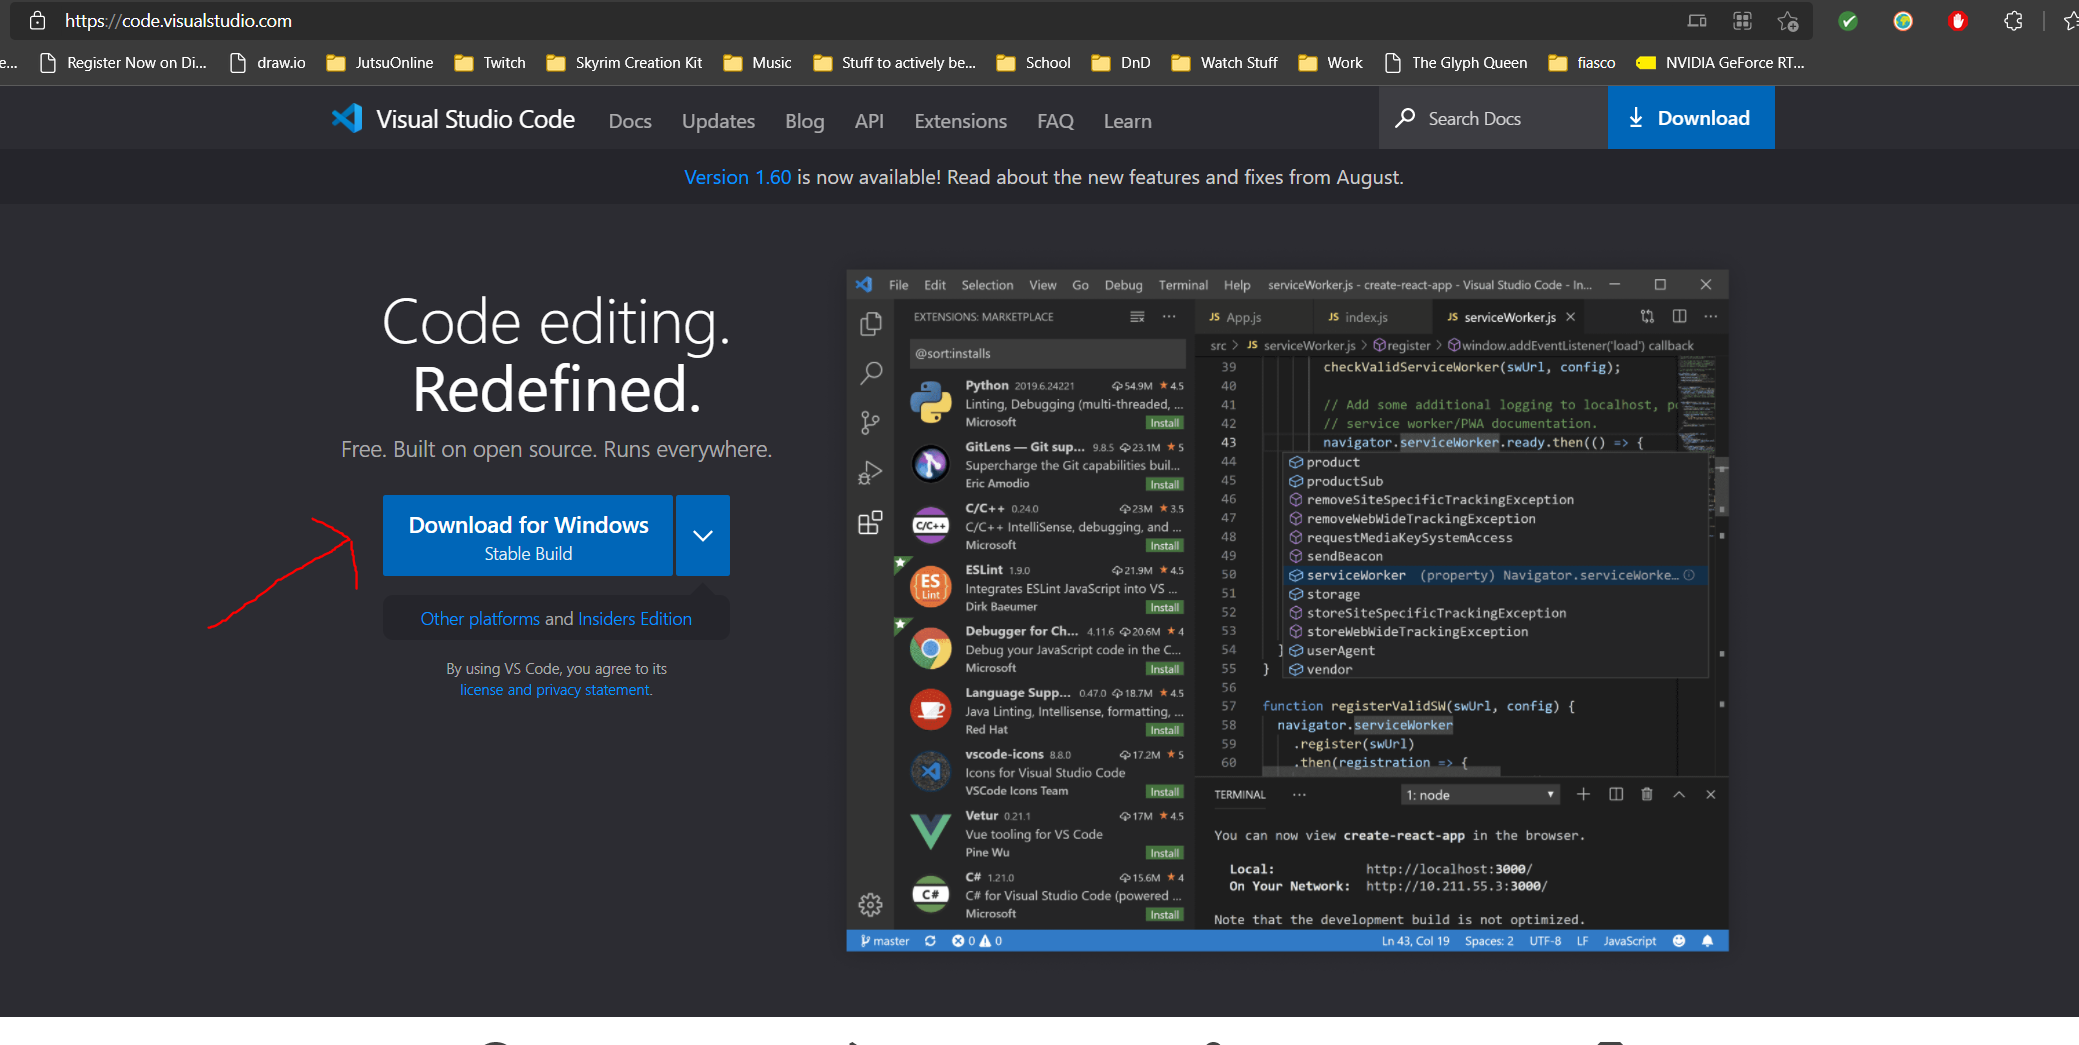 https://code.visualstudio.com
e... Register Now on Di... draw.io JutsuOnline Twitch Skyrim Creation Kit Music Stuff to actively be... School DnD Watch Stuff Work The Glyph Queen fiasco NVIDIA GeForce RT...
Visual Studio Code Docs Updates Blog API Extensions FAQ Learn Search Docs Download
Version 1.60 is now available! Read about the new features and fixes from August.
Code editing.
Redefined.
Free. Built on open source. Runs everywhere.
Download for Windows
Stable Build
Other platforms and Insiders Edition
By using VS Code, you agree to its
license and privacy statement.
File Edit Selection View Go Debug Terminal Help serviceWorker.js - create-react-app - Visual Studio Code - In...
EXTENSIONS: MARKETPLACE
@sort:installs
Python 2019.6.24221 54.9M 4.5
Linting, Debugging (multi-threaded, ...
Microsoft Install
GitLens — Git sup... 9.8.5 23.1M 5
Supercharge the Git capabilities buil...
Eric Amodio Install
C/C++
C/C++ 0.24.0 23M 3.5
C/C++ IntelliSense, debugging, and ...
Microsoft Install
ES
Lint
ESLint 1.9.0 21.9M 4.5
Integrates ESLint JavaScript into VS ...
Dirk Baeumer Install
Debugger for Ch... 4.11.6 20.6M 4
Debug your JavaScript code in the C...
Microsoft Install
Language Supp... 0.47.0 18.7M 4.5
Java Linting, Intellisense, formatting, ...
Red Hat Install
vscode-icons 8.8.0 17.2M 5
Icons for Visual Studio Code
VSCode Icons Team Install
Vetur 0.21.1 17M 4.5
Vue tooling for VS Code
Pine Wu Install
C#
C# 1.21.0 15.6M 4
C# for Visual Studio Code (powered ...
Microsoft Install
JS App.js JS index.js JS serviceWorker.js
src > JS serviceWorker.js > register > window.addEventListener('load') callback
39 checkValidServiceWorker(swUrl, config);
40
41 // Add some additional logging to localhost, po
42 // service worker/PWA documentation.
43 navigator.serviceWorker.ready.then(() => {
44 product
45 productSub
46 removeSiteSpecificTrackingException
47 removeWebWideTrackingException
48 requestMediaKeySystemAccess
49 sendBeacon
50 serviceWorker (property) Navigator.serviceWorke...
51 storage
52 storeSiteSpecificTrackingException
53 storeWebWideTrackingException
54 } userAgent
55 } vendor
56
57 function registerValidSW(swUrl, config) {
58 navigator.serviceWorker
59 .register(swUrl)
60 .then(registration => {
TERMINAL ... 1: node
You can now view create-react-app in the browser.
Local: http://localhost:3000/
On Your Network: http://10.211.55.3:3000/
Note that the development build is not optimized.
master 0 0 Ln 43, Col 19 Spaces: 2 UTF-8 LF JavaScript